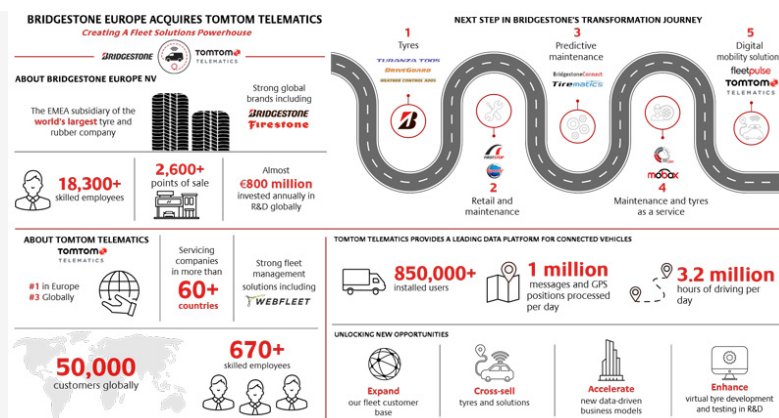 BRIDGESTONE EUROPE ACQUIRES TOMTOM TELEMATICS
Creating A Fleet Solutions Powerhouse
BRIDGESTONE
TOMTOM
TELEMATICS
ABOUT BRIDGESTONE EUROPE NV
The EMEA subsidiary of the
world's largest tyre and
rubber company
Strong global
brands including
BRIDGESTONE
Firestone
18,300+
skilled employees
2,600+
points of sale
Almost
€800 million
invested annually in
R&D globally
ABOUT TOMTOM TELEMATICS
TOMTOM
TELEMATICS
#1 in Europe
#3 Globally
Servicing
companies
in more than
60+
countries
Strong fleet
management
solutions including
WEBFLEET
50,000
customers globally
670+
skilled employees
NEXT STEP IN BRIDGESTONE'S TRANSFORMATION JOURNEY
1
Tyres
TURANZA T005
DRIVEGUARD
WEATHER CONTROL A005
B
2
Retail and
maintenance
3
Predictive
maintenance
BridgestoneConnect
Tirematics
4
Maintenance and tyres
as a service
mobox
5
Digital
mobility solution
fleetpulse
TOMTOM
TELEMATICS
TOMTOM TELEMATICS PROVIDES A LEADING DATA PLATFORM FOR CONNECTED VEHICLES
850,000+
installed users
1 million
messages and GPS
positions processed
per day
3.2 million
hours of driving per
day
UNLOCKING NEW OPPORTUNITIES
Expand
our fleet customer
base
Cross-sell
tyres and solutions
Accelerate
new data-driven
business models
Enhance
virtual tyre development
and testing in R&D